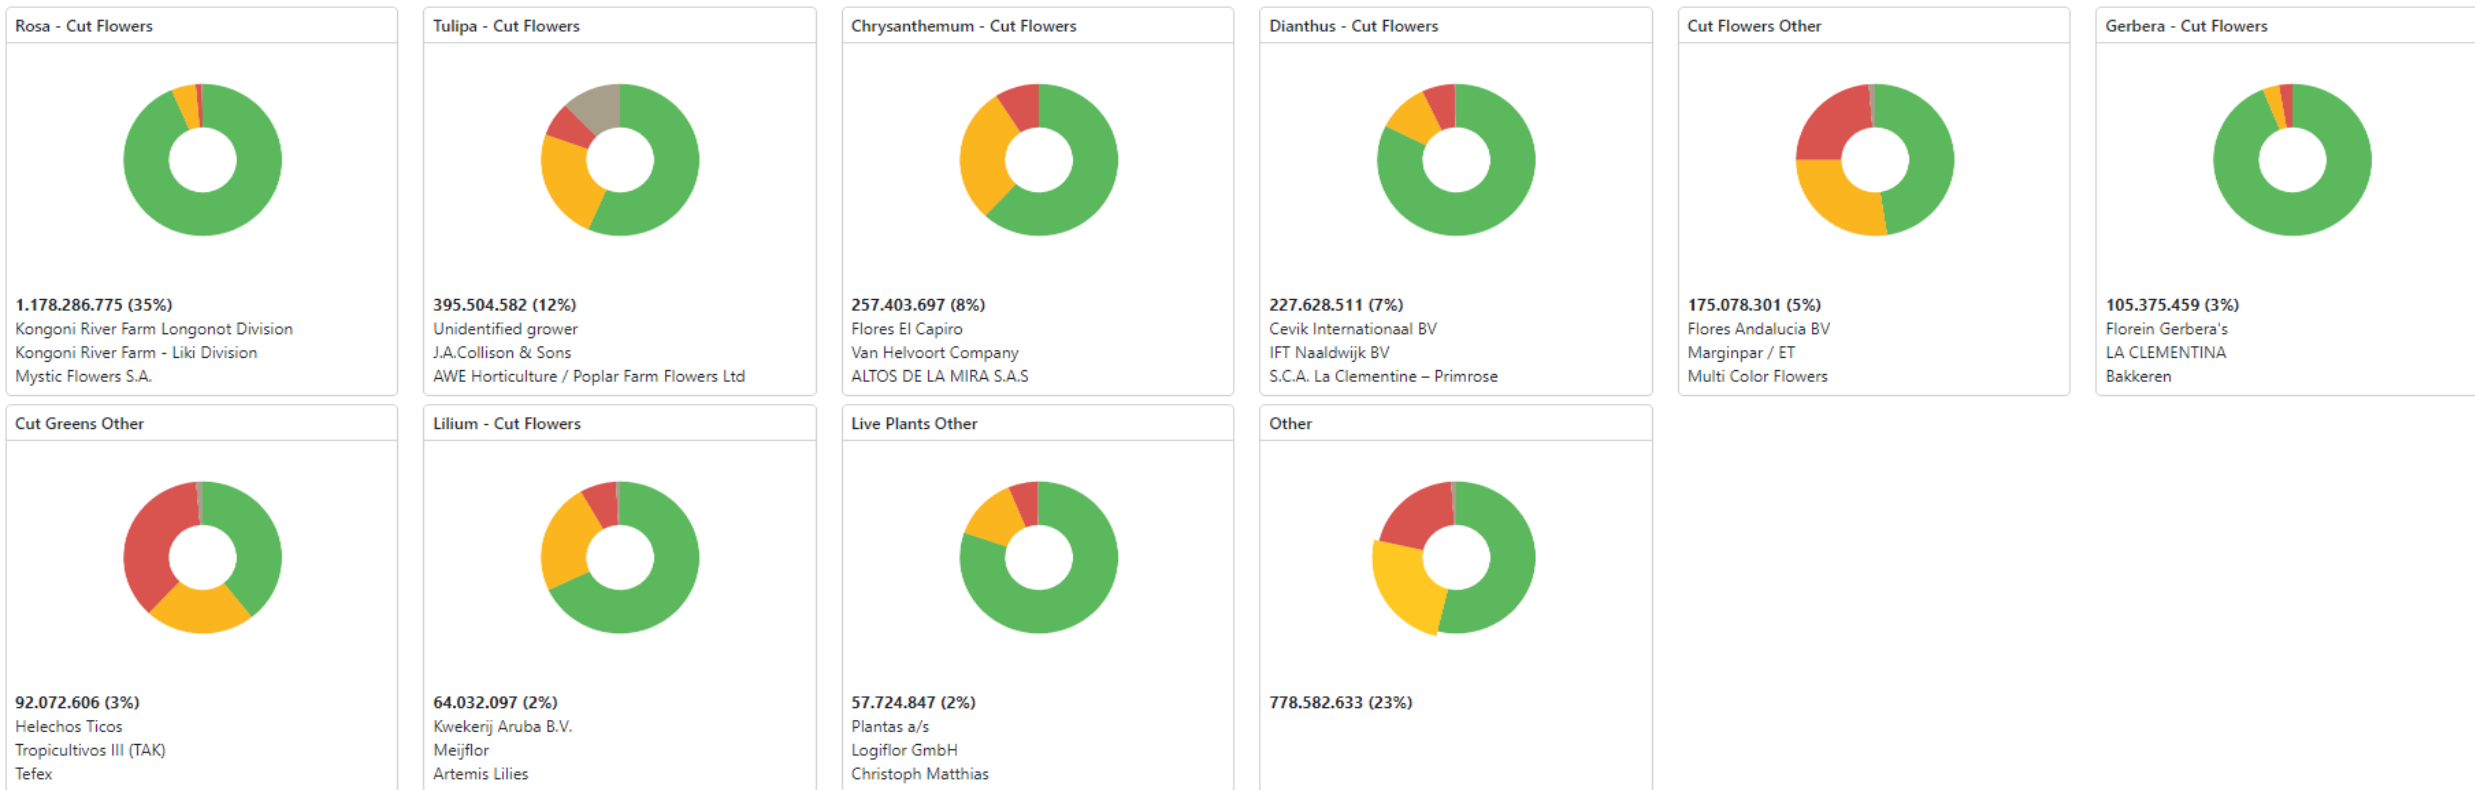 Rosa - Cut Flowers
1.178.286.775 (35%)
Kongoni River Farm Longonot Division
Kongoni River Farm - Liki Division
Mystic Flowers S.A.
Tulipa - Cut Flowers
395.504.582 (12%)
Unidentified grower
J.A.Collison & Sons
AWE Horticulture / Poplar Farm Flowers Ltd
Chrysanthemum - Cut Flowers
257.403.697 (8%)
Flores El Capiro
Van Helvoort Company
ALTOS DE LA MIRA S.A.S
Dianthus - Cut Flowers
227.628.511 (7%)
Cevik Internationaal BV
IFT Naaldwijk BV
S.C.A. La Clementine – Primrose
Cut Flowers Other
175.078.301 (5%)
Flores Andalucia BV
Marginpar / ET
Multi Color Flowers
Gerbera - Cut Flowers
105.375.459 (3%)
Florein Gerbera's
LA CLEMENTINA
Bakkeren
Cut Greens Other
92.072.606 (3%)
Helechos Ticos
Tropicultivos III (TAK)
Tefex
Lilium - Cut Flowers
64.032.097 (2%)
Kwekerij Aruba B.V.
Meijflor
Artemis Lilies
Live Plants Other
57.724.847 (2%)
Plantas a/s
Logiflor GmbH
Christoph Matthias
Other
778.582.633 (23%)